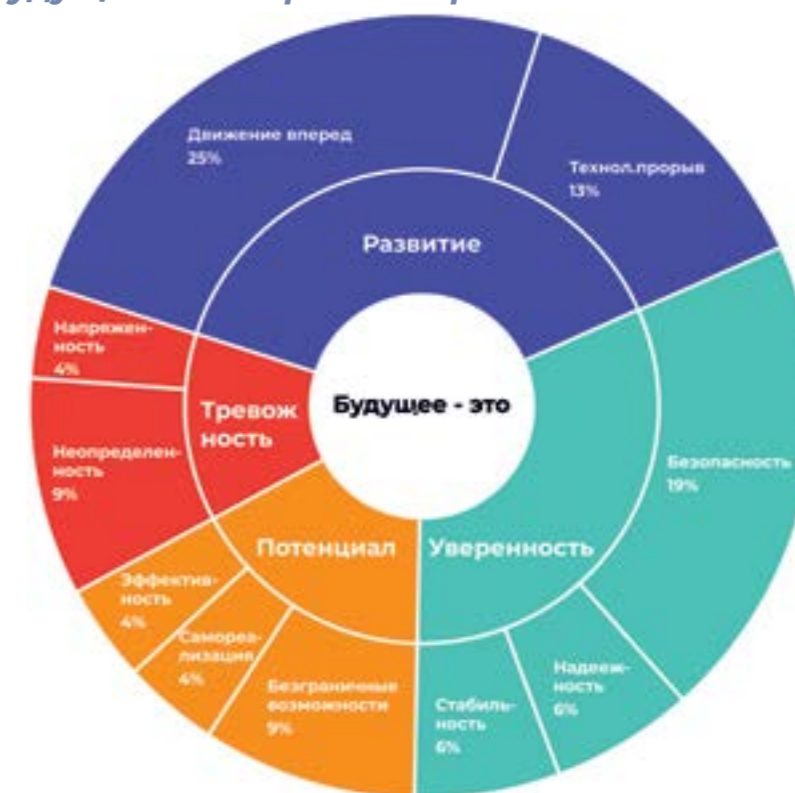 Движение вперед
25%
Технол.прорыв
13%
Развитие
Напряжен-
ность
4%
Тревож
ность
Будущее - это
Неопределен-
ность
9%
Безопасность
19%
Потенциал
Уверенность
Эффектив-
ность
4%
Самореа-
лизация
4%
Безграничные
возможности
9%
Стабиль-
ность
6%
Надееж-
ность
6%